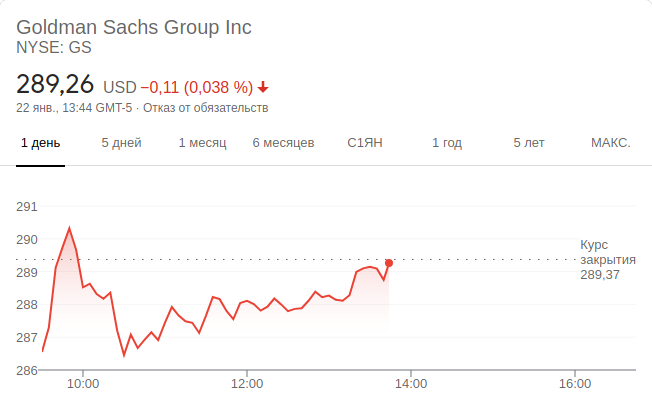 Goldman Sachs Group Inc
NYSE: GS
289,26 USD −0,11 (0,038 %)
22 янв., 13:44 GMT-5 · Отказ от обязательств
1 день 5 дней 1 месяц 6 месяцев С1ЯН 1 год 5 лет МАКС.
291
290
289
288
287
286
Курс
закрытия
289,37
10:00 12:00 14:00 16:00